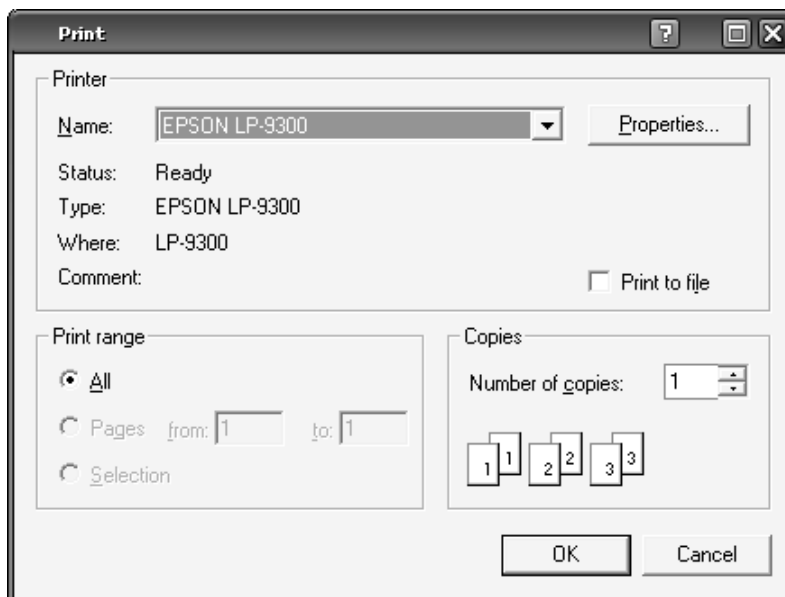 Print
Printer
Name: EPSON LP-9300 Properties...
Status: Ready
Type: EPSON LP-9300
Where: LP-9300
Comment:
Print to file
Print range
All
Pages from: 1 to: 1
Selection
Copies
Number of copies: 1
1 1 2 2 3 3
OK Cancel